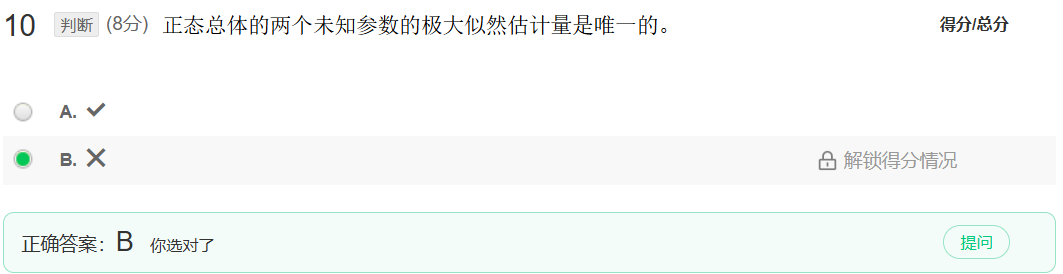 10 判断 (8分) 正态总体的两个未知参数的极大似然估计量是唯一的。 得分/总分
A. ✓
B. ✕ 解锁得分情况
正确答案：B 你选对了 提问